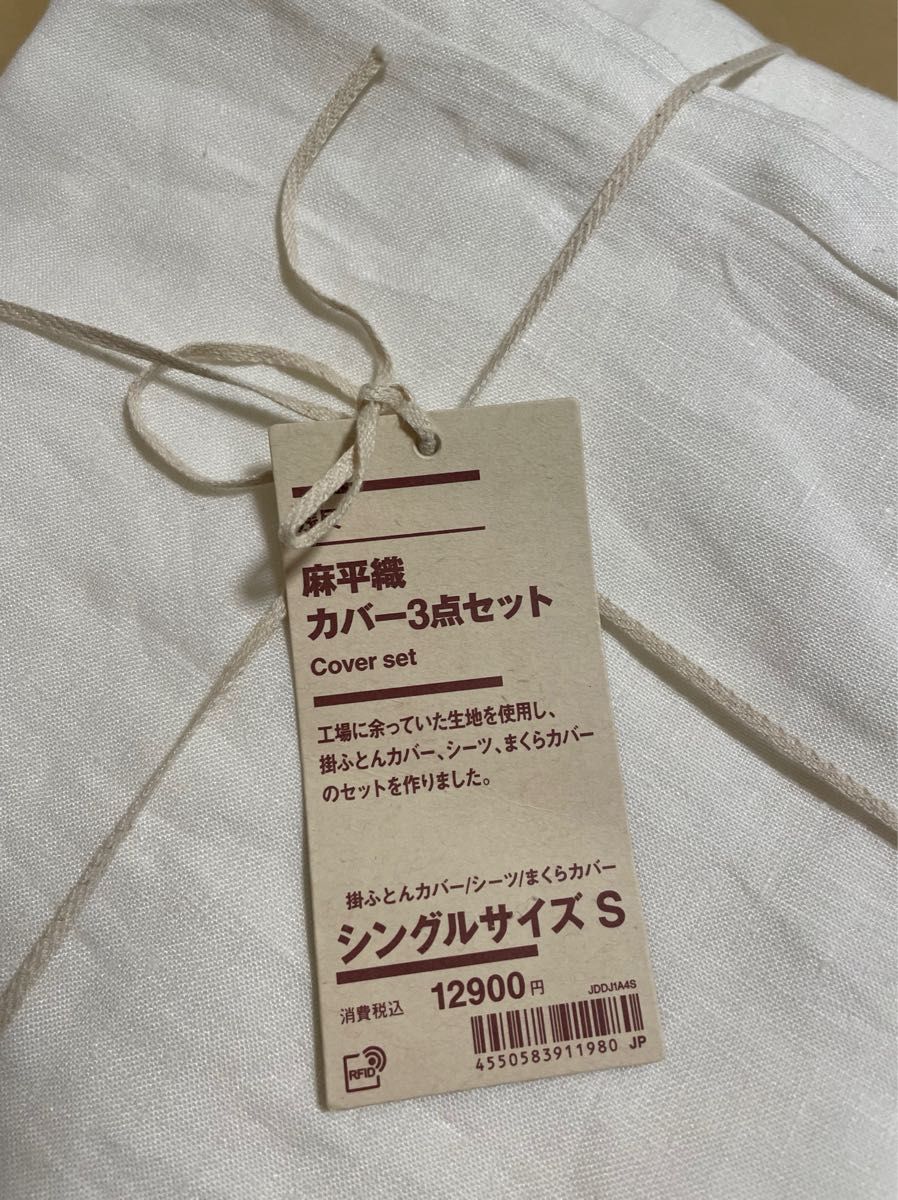 麻平織
カバー3点セット
Cover set
工場に余っていた生地を使用し、
掛ふとんカバー、シーツ、まくらカバー
のセットを作りました。
掛ふとんカバー/シーツ/まくらカバー
シングルサイズ S
消費税込 12900円
JDDJ1A4S
4550583911980 JP
RFID